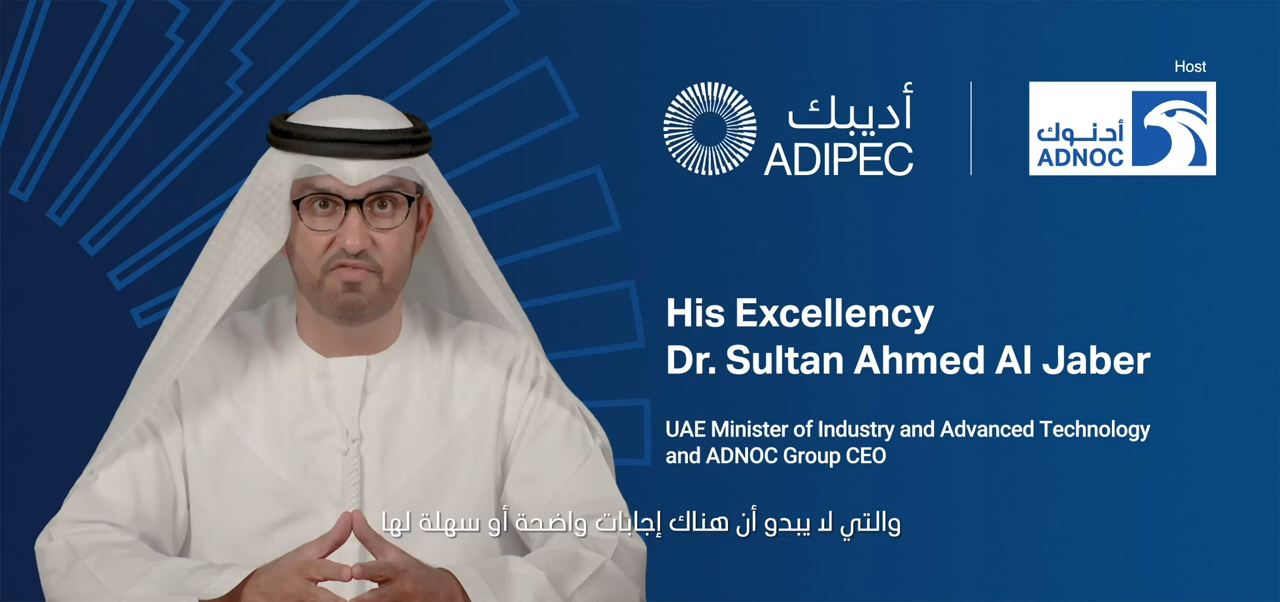 Host
أديبك
ADIPEC
أدنوك
ADNOC
His Excellency
Dr. Sultan Ahmed Al Jaber
UAE Minister of Industry and Advanced Technology
and ADNOC Group CEO
والتي لا يبدو أن هناك إجابات واضحة أو سهلة لها